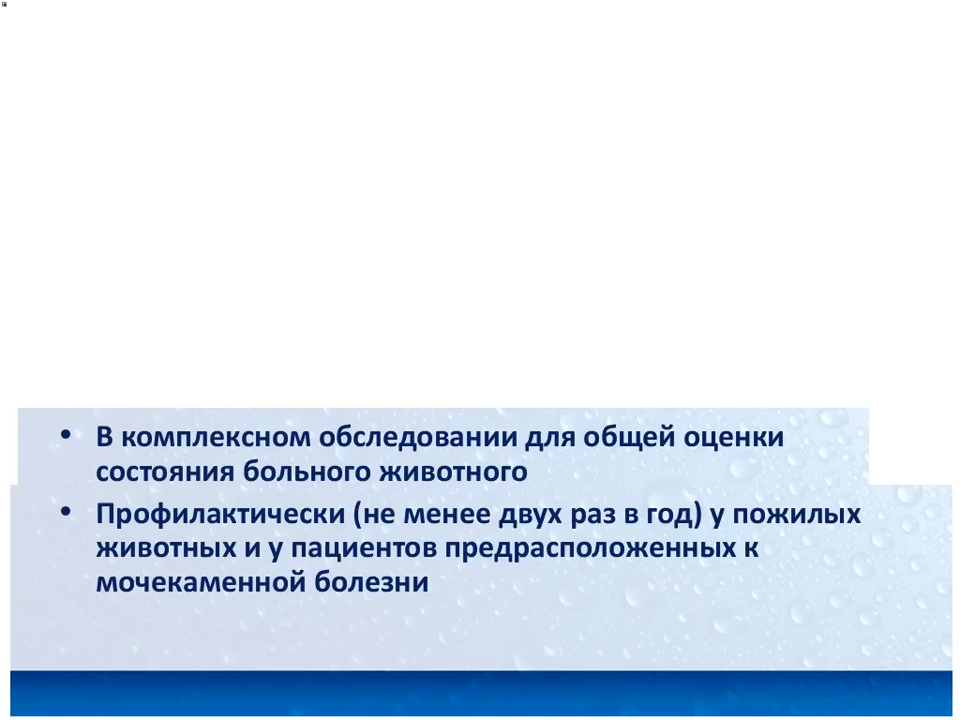 • В комплексном обследовании для общей оценки
состояния больного животного
• Профилактически (не менее двух раз в год) у пожилых
животных и у пациентов предрасположенных к
мочекаменной болезни